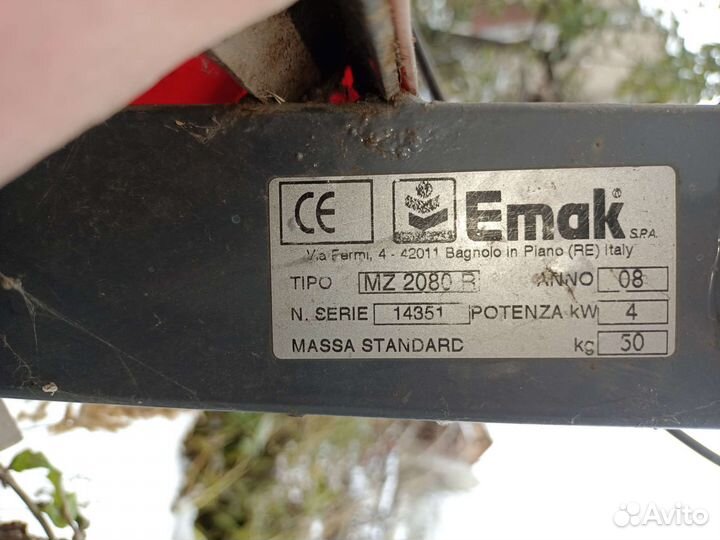 CE Emak® S.P.A.
Via Fermi, 4 - 42011 Bagnolo in Piano (RE) Italy
TIPO MZ 2080 R ANNO 08
N. SERIE 14351 POTENZA kW 4
MASSA STANDARD kg 50
Avito